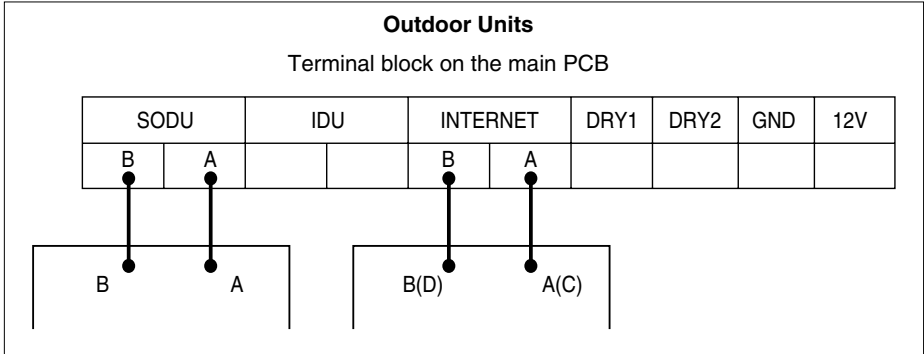 Outdoor Units
Terminal block on the main PCB
SODU IDU INTERNET DRY1 DRY2 GND 12V
B A B A
B A B(D) A(C)